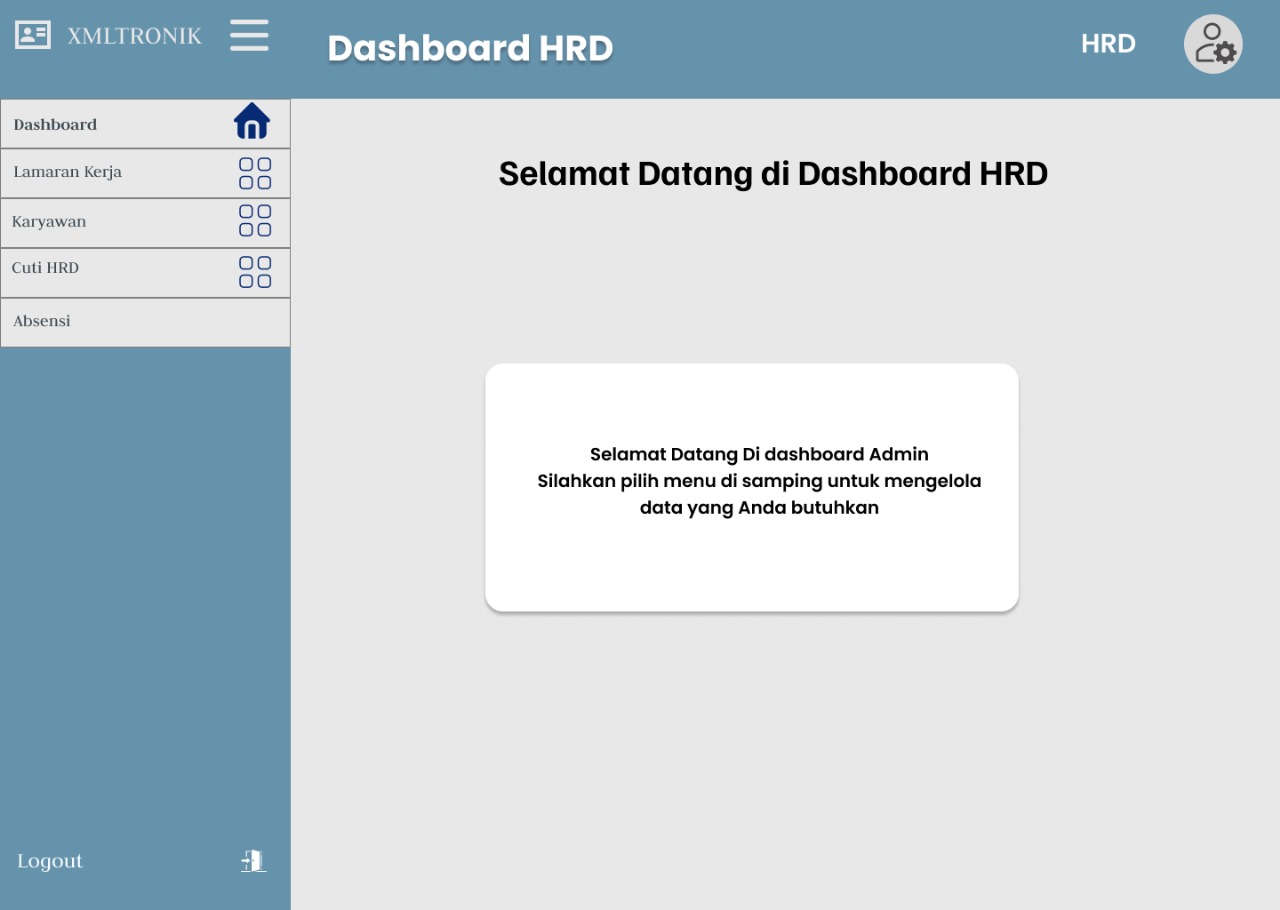 XMLTRONIK
Dashboard HRD
HRD
Dashboard
Lamaran Kerja
Karyawan
Cuti HRD
Absensi
Selamat Datang di Dashboard HRD
Selamat Datang Di dashboard Admin
Silahkan pilih menu di samping untuk mengelola
data yang Anda butuhkan
Logout